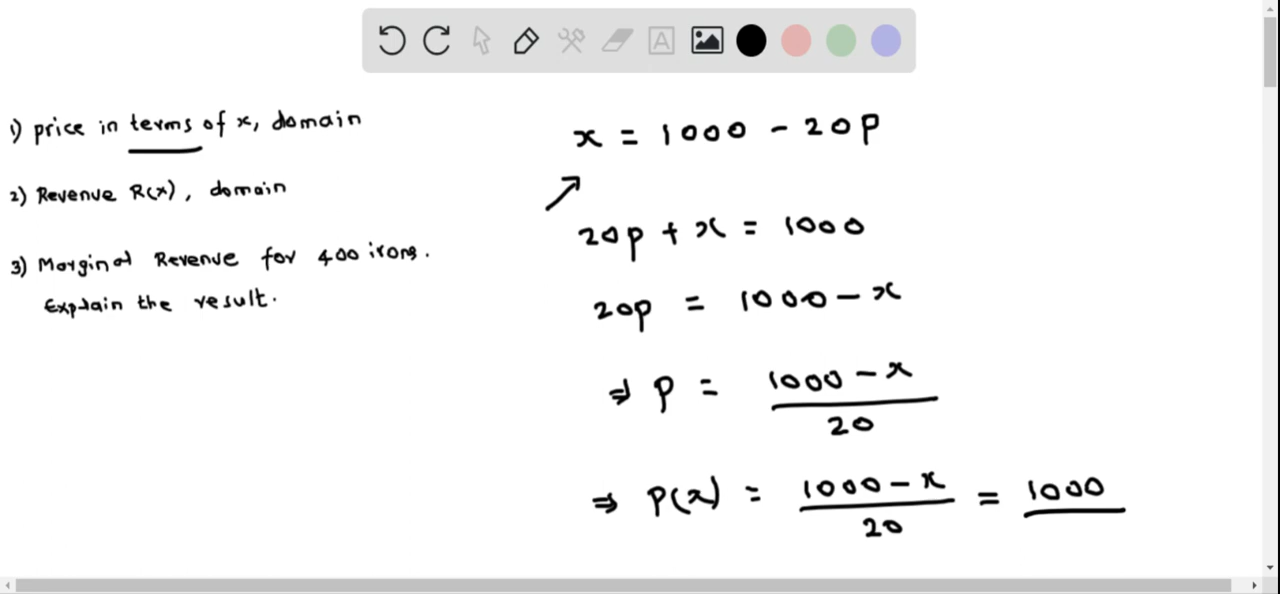 1) price in terms of x, domain
2) Revenue R(x), domain
3) Marginal Revenue for 400 irons.
Explain the result.
x = 1000 - 20p
20p + x = 1000
20p = 1000 - x
⇒ p = (1000 - x)/20
⇒ p(x) = (1000 - x)/20 = 1000